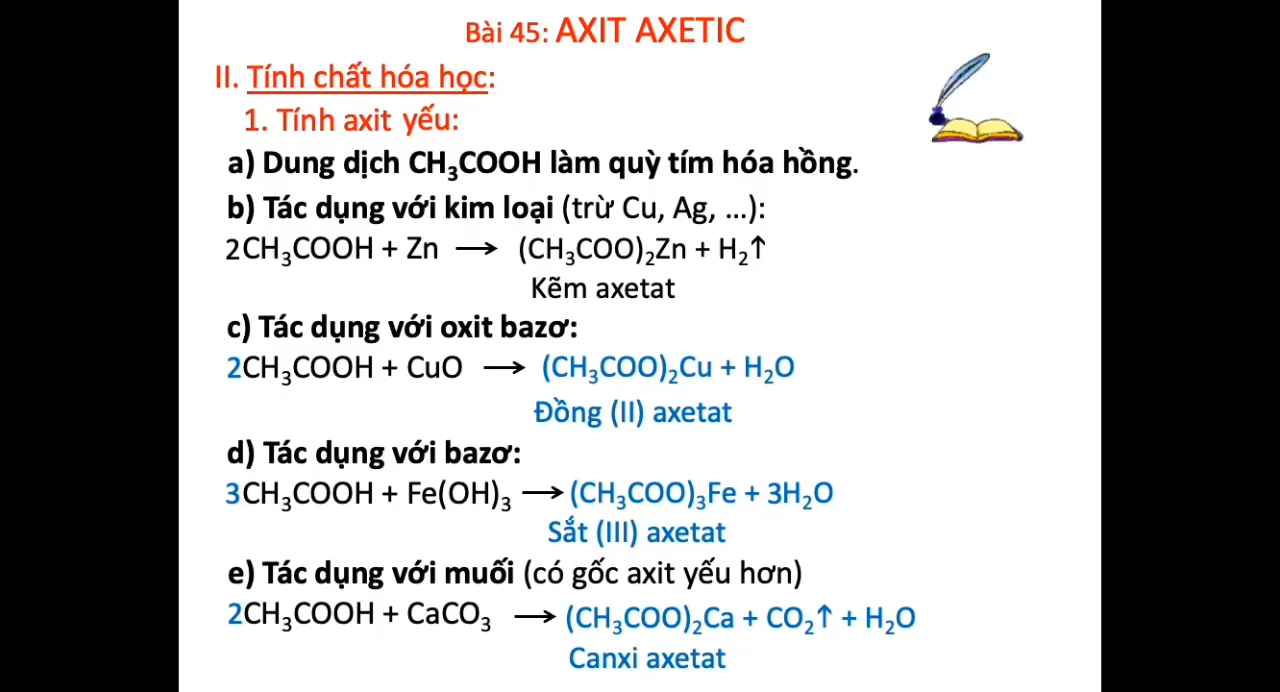 Bài 45: AXIT AXETIC
II. Tính chất hóa học:
1. Tính axit yếu:
a) Dung dịch CH₃COOH làm quỳ tím hóa hồng.
b) Tác dụng với kim loại (trừ Cu, Ag, ...):
2CH₃COOH + Zn ⟶ (CH₃COO)₂Zn + H₂↑
Kẽm axetat
c) Tác dụng với oxit bazơ:
2CH₃COOH + CuO ⟶ (CH₃COO)₂Cu + H₂O
Đồng (II) axetat
d) Tác dụng với bazơ:
3CH₃COOH + Fe(OH)₃ ⟶ (CH₃COO)₃Fe + 3H₂O
Sắt (III) axetat
e) Tác dụng với muối (có gốc axit yếu hơn)
2CH₃COOH + CaCO₃ ⟶ (CH₃COO)₂Ca + CO₂↑ + H₂O
Canxi axetat